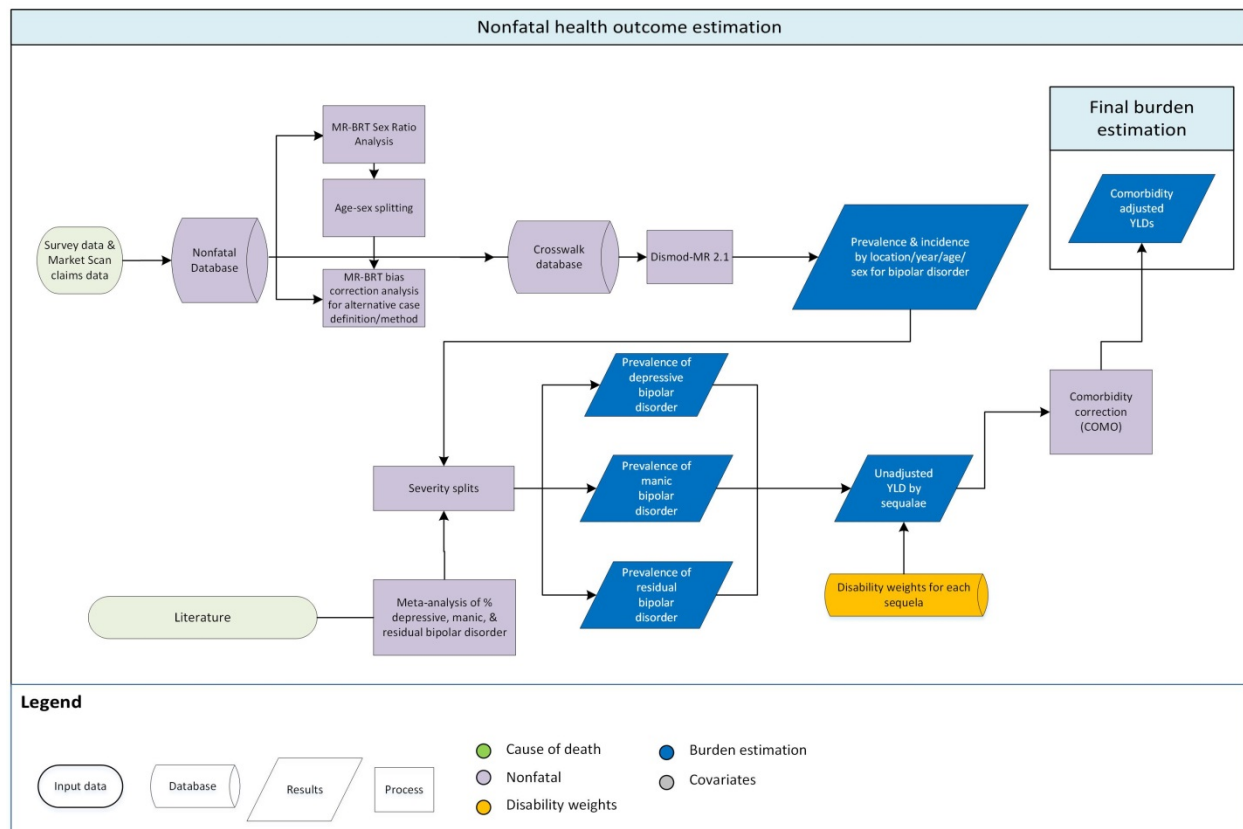 Nonfatal health outcome estimation
MR-BRT Sex Ratio
Analysis
Age-sex splitting
MR-BRT bias
correction analysis
for alternative case
definition/method
Survey data &
Market Scan
claims data
Nonfatal
Database
Crosswalk
database
Dismod-MR 2.1
Prevalence & incidence
by location/year/age/
sex for bipolar disorder
Final burden
estimation
Comorbidity
adjusted
YLDs
Prevalence of
depressive
bipolar
disorder
Severity splits
Prevalence of
manic
bipolar
disorder
Unadjusted
YLD by
sequalae
Comorbidity
correction
(COMO)
Literature
Meta-analysis of %
depressive, manic, &
residual bipolar disorder
Prevalence of
residual
bipolar
disorder
Disability weights for each
sequela
Legend
Input data
Database
Results
Process
Cause of death
Nonfatal
Disability weights
Burden estimation
Covariates